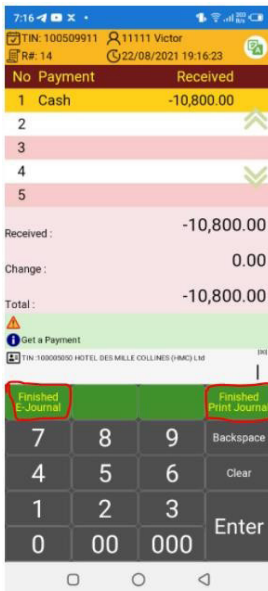 7:16
TIN: 100509911 11111 Victor
R#: 14 22/08/2021 19:16:23
No Payment Received
1 Cash -10,800.00
2
3
4
5
Received : -10,800.00
Change : 0.00
Total : -10,800.00
Get a Payment
TIN :100005050 HOTEL DES MILLE COLLINES (HMC) Ltd
Finished E-Journal
Finished Print Journal
7 8 9 Backspace
4 5 6 Clear
1 2 3
Enter
0 00 000